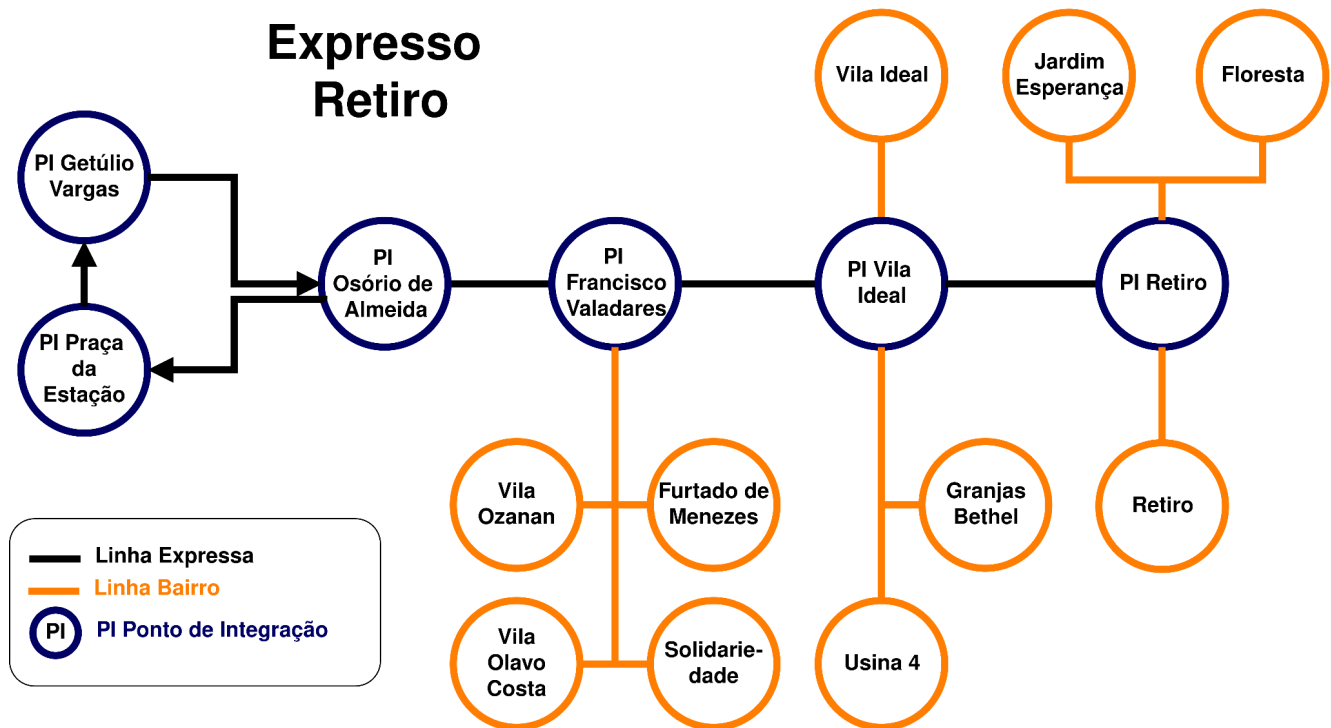 Expresso
Retiro
Vila Ideal
Jardim
Esperança
Floresta
PI Getúlio
Vargas
PI
Osório de
Almeida
PI
Francisco
Valadares
PI Vila
Ideal
PI Retiro
PI Praça
da
Estação
Vila
Ozanan
Furtado de
Menezes
Granjas
Bethel
Retiro
Vila
Olavo
Costa
Solidarie-
dade
Usina 4
Linha Expressa
Linha Bairro
PI
PI Ponto de Integração